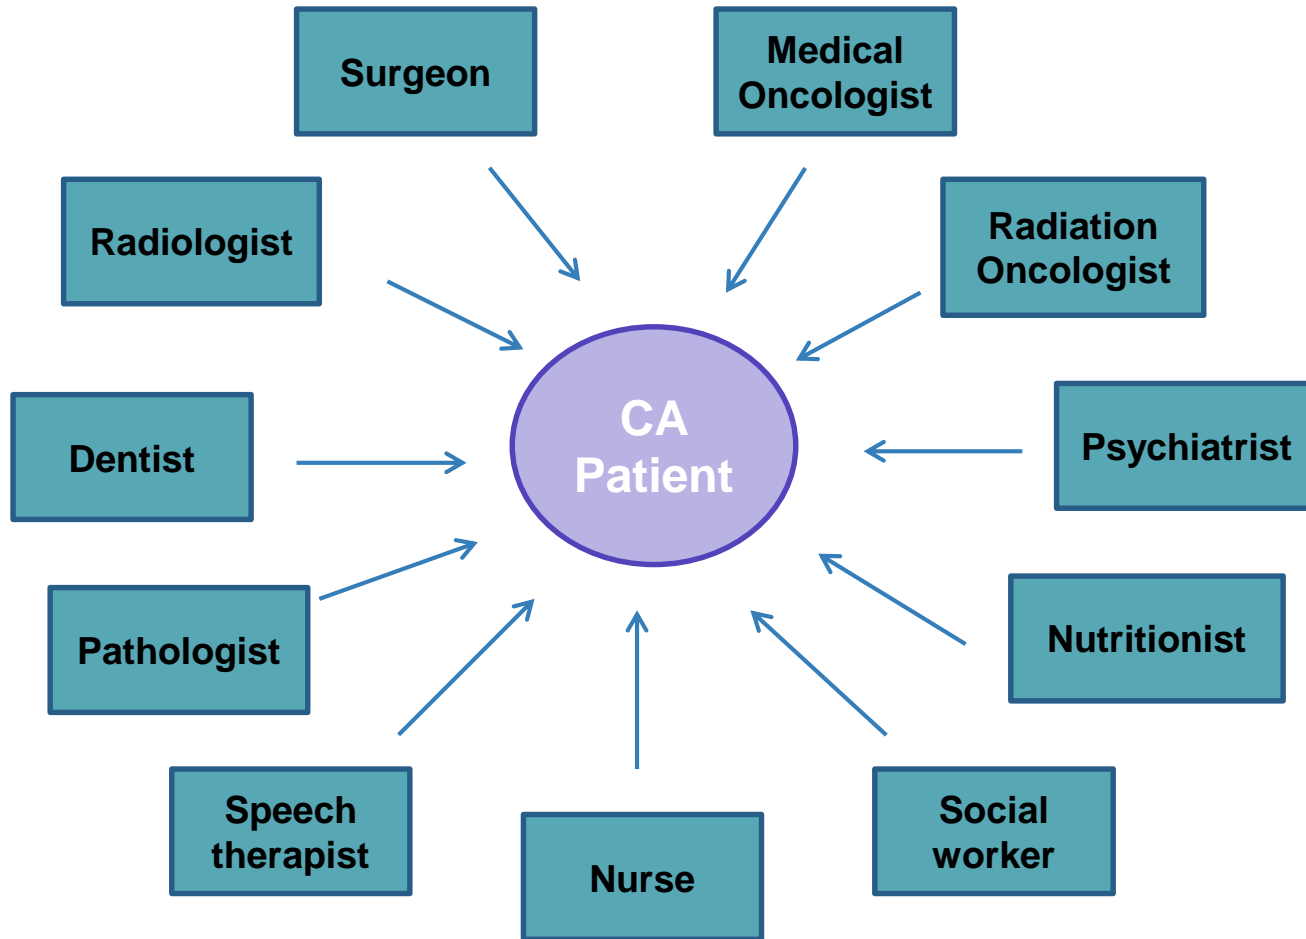 Surgeon
Medical
Oncologist
Radiologist
Radiation
Oncologist
CA
Patient
Dentist
Psychiatrist
Pathologist
Nutritionist
Speech
therapist
Nurse
Social
worker